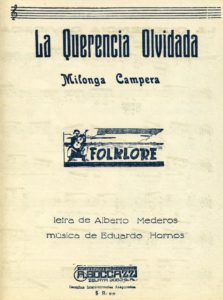 La Querencia Olvidada
Milonga Campera
FOLKLORE
letra de Alberto Mederos
música de Eduardo Hornos